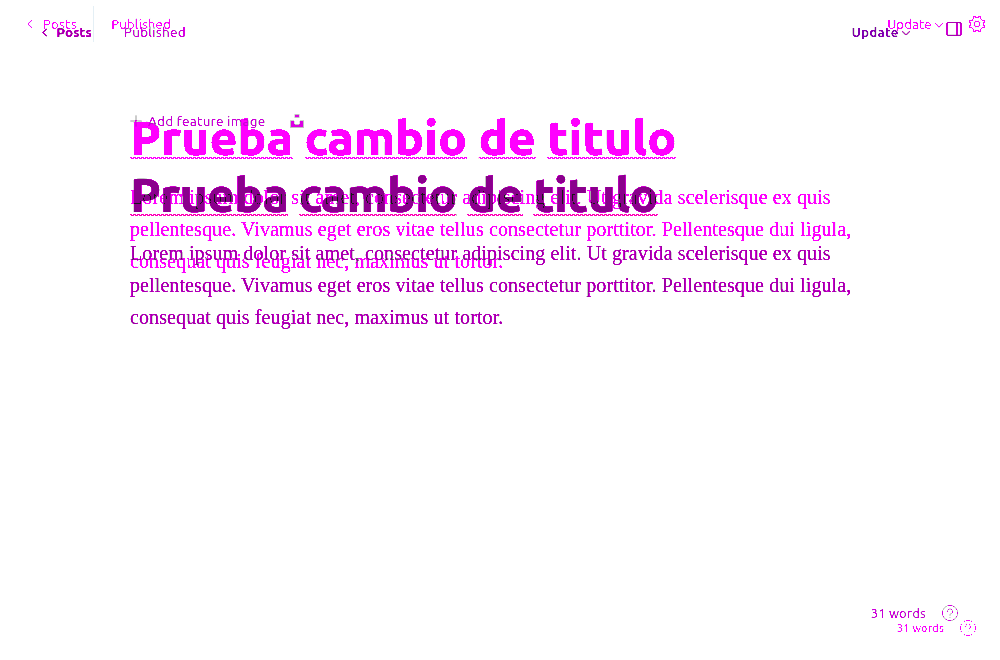 Posts Published Update
Posts Published Update
Add feature image
Prueba cambio de titulo
Prueba cambio de titulo
Lorem ipsum dolor sit amet, consectetur adipiscing elit. Ut gravida scelerisque ex quis
pellentesque. Vivamus eget eros vitae tellus consectetur porttitor. Pellentesque dui ligula,
consequat quis feugiat nec, maximus ut tortor.
Lorem ipsum dolor sit amet, consectetur adipiscing elit. Ut gravida scelerisque ex quis
pellentesque. Vivamus eget eros vitae tellus consectetur porttitor. Pellentesque dui ligula,
consequat quis feugiat nec, maximus ut tortor.
31 words
31 words